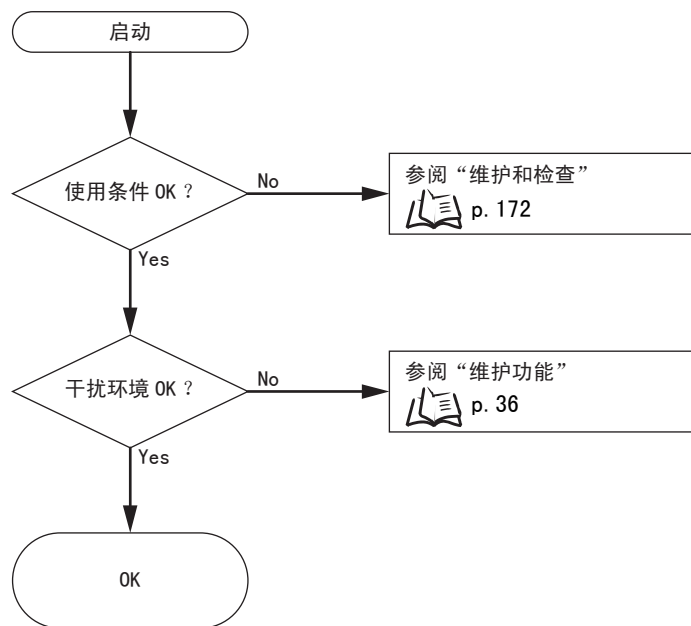 启动
使用条件 OK ?
No
参阅“维护和检查”
p. 172
Yes
干扰环境 OK ?
No
参阅“维护功能”
p. 36
Yes
OK